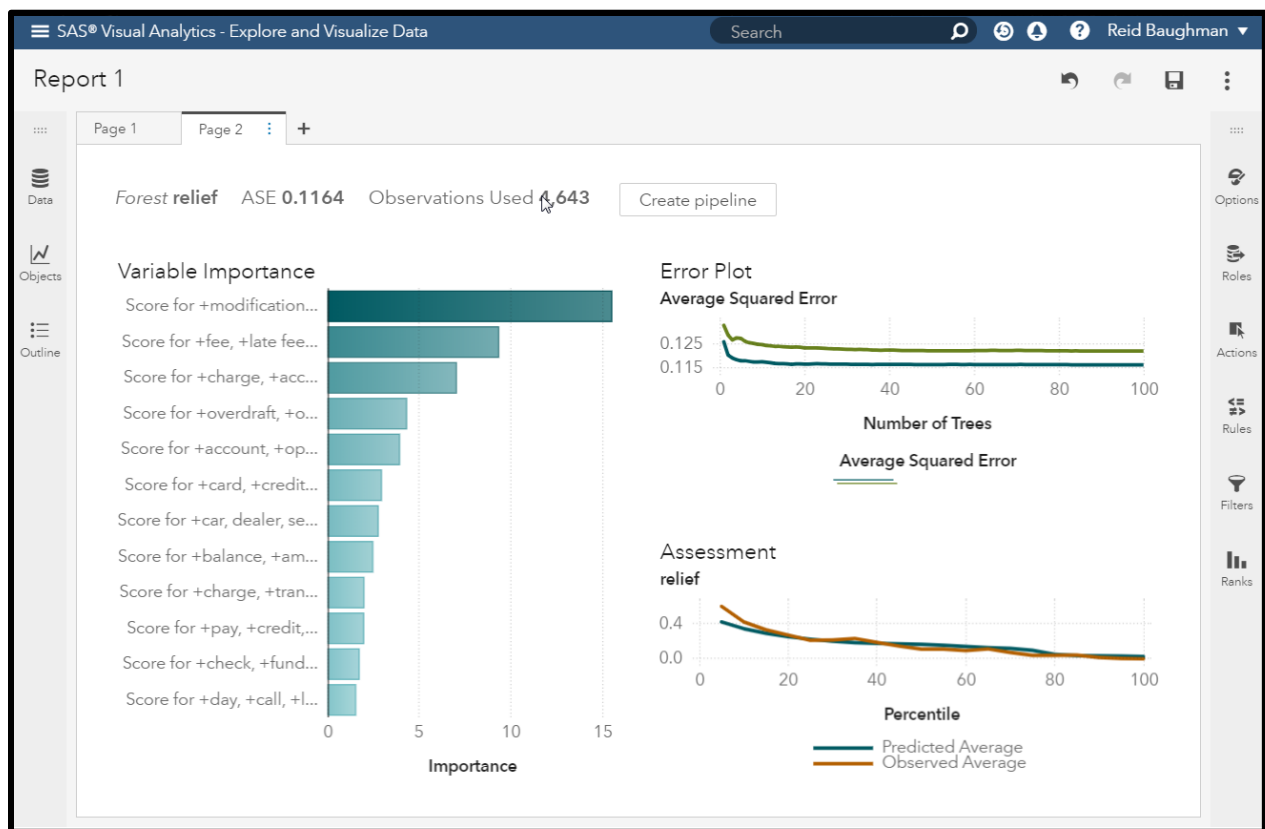 SAS® Visual Analytics - Explore and Visualize Data
Search
Reid Baughman
Report 1
Page 1
Page 2
Data
Objects
Outline
Forest relief ASE 0.1164 Observations Used 4,643
Create pipeline
Variable Importance
Score for +modification...
Score for +fee, +late fee...
Score for +charge, +acc...
Score for +overdraft, +o...
Score for +account, +op...
Score for +card, +credit...
Score for +car, dealer, se...
Score for +balance, +am...
Score for +charge, +tran...
Score for +pay, +credit,...
Score for +check, +fund...
Score for +day, +call, +l...
0 5 10 15
Importance
Error Plot
Average Squared Error
0.125
0.115
0 20 40 60 80 100
Number of Trees
Average Squared Error
Assessment
relief
0.4
0.0
0 20 40 60 80 100
Percentile
Predicted Average
Observed Average
Options
Roles
Actions
Rules
Filters
Ranks